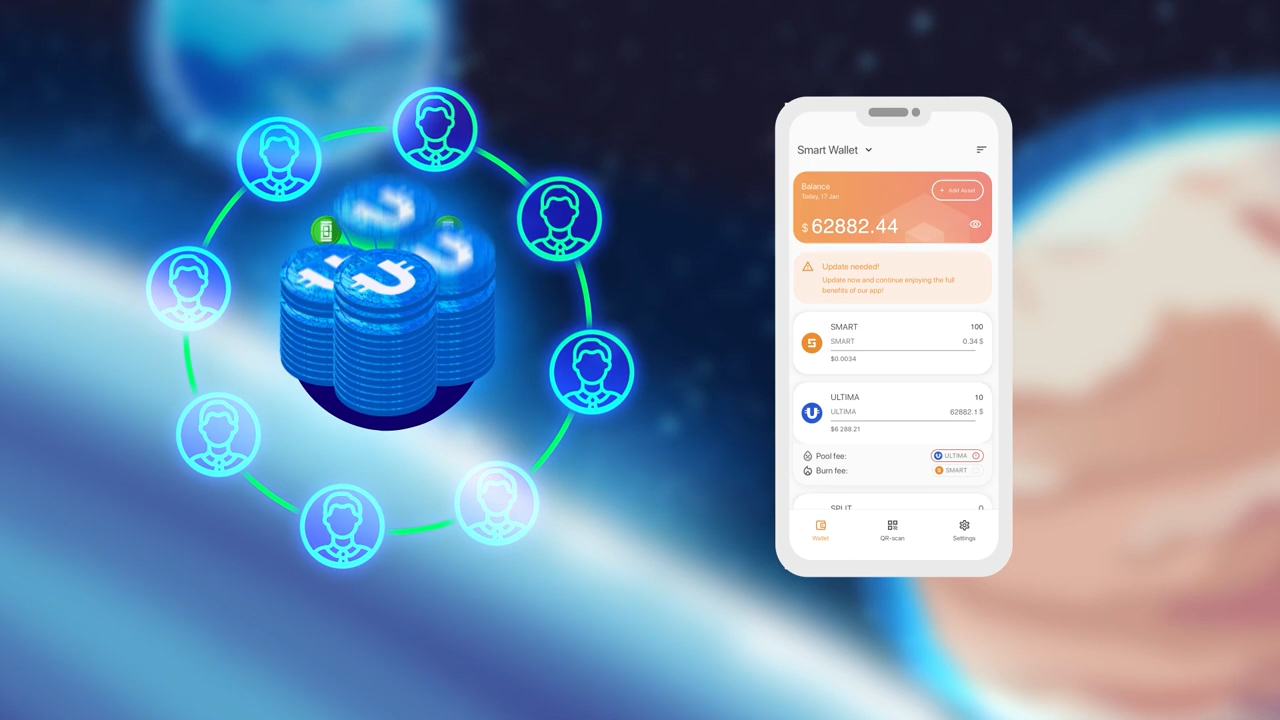 Smart Wallet
Balance
Today, 17 Jan
+ Add Asset
$ 62882.44
Update needed!
Update now and continue enjoying the full
benefits of our app!
SMART 100
SMART 0.34 $
$0.0034
ULTIMA 10
ULTIMA 62882.1 $
$6 288.21
Pool fee: ULTIMA
Burn fee: SMART
SPLIT 0
Wallet QR-scan Settings